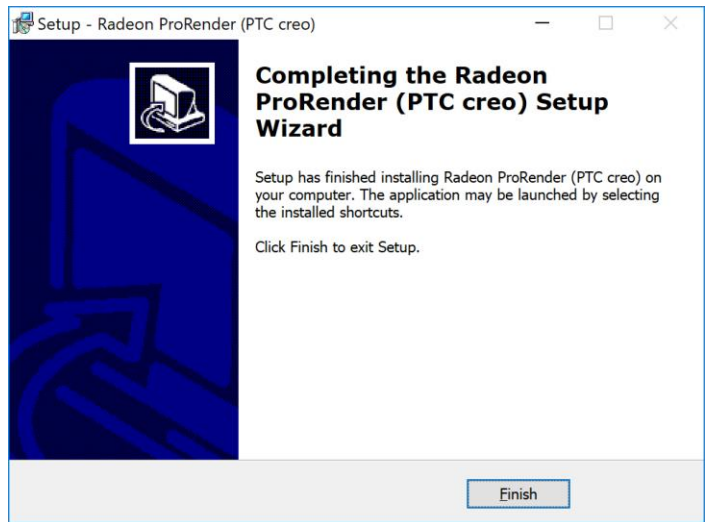 Setup - Radeon ProRender (PTC creo)
Completing the Radeon
ProRender (PTC creo) Setup
Wizard
Setup has finished installing Radeon ProRender (PTC creo) on
your computer. The application may be launched by selecting
the installed shortcuts.
Click Finish to exit Setup.
Finish